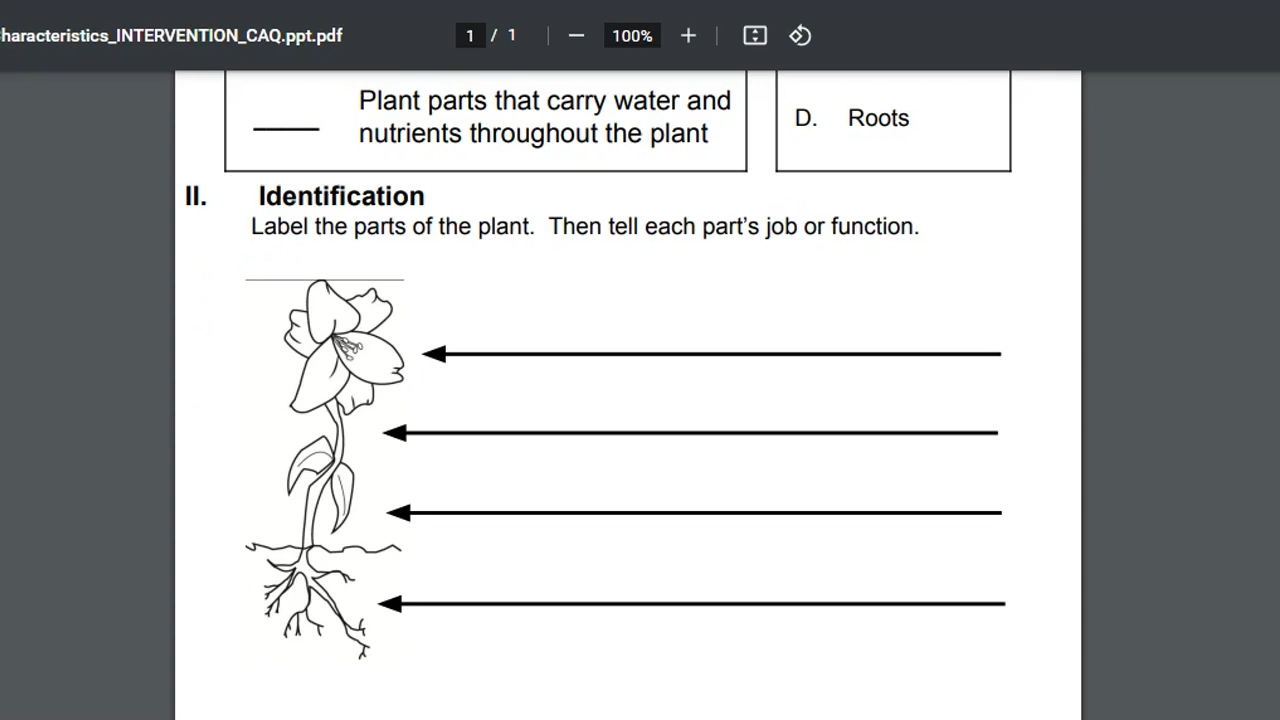 haracteristics_INTERVENTION_CAQ.ppt.pdf 1 / 1 100%
Plant parts that carry water and
nutrients throughout the plant
D. Roots
II. Identification
Label the parts of the plant. Then tell each part’s job or function.